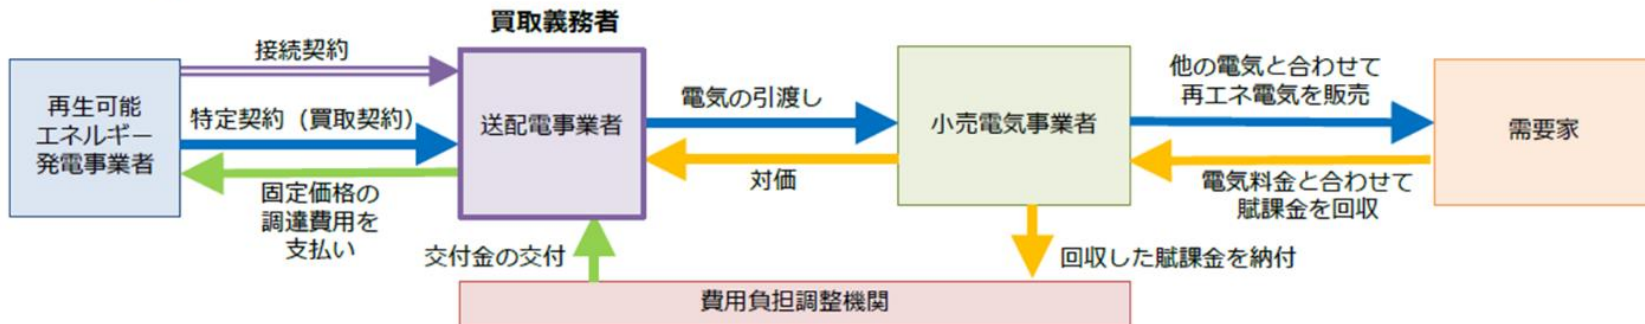 買取義務者
接続契約
再生可能
エネルギー
発電事業者
特定契約（買取契約）
固定価格の
調達費用を
支払い
送配電事業者
電気の引渡し
対価
小売電気事業者
他の電気と合わせて
再エネ電気を販売
電気料金と合わせて
賦課金を回収
需要家
交付金の交付
回収した賦課金を納付
費用負担調整機関